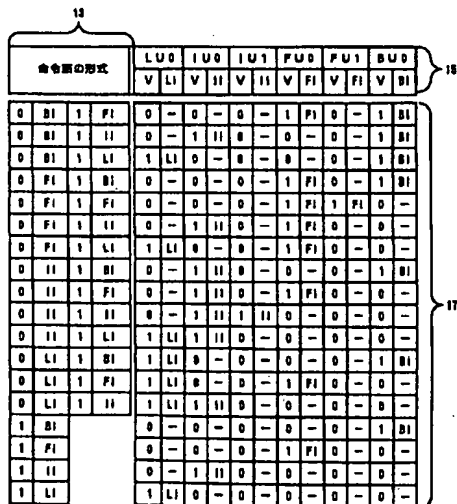 13
命令語の形式 LU0 IU0 IU1 FU0 FU1 BU0
V LI V II V II V FI V FI V BI
15
0 BI 1 FI 0 - 0 - 0 - 1 FI 0 - 1 BI
0 BI 1 II 0 - 1 II 0 - 0 - 0 - 1 BI
0 BI 1 LI 1 LI 0 - 0 - 0 - 0 - 1 BI
0 FI 1 BI 0 - 0 - 0 - 1 FI 0 - 1 BI
0 FI 1 FI 0 - 0 - 0 - 1 FI 1 FI 0 -
0 FI 1 II 0 - 1 II 0 - 1 FI 0 - 0 -
0 FI 1 LI 1 LI 0 - 0 - 1 FI 0 - 0 -
0 II 1 BI 0 - 1 II 0 - 0 - 0 - 1 BI
0 II 1 FI 0 - 1 II 0 - 1 FI 0 - 0 -
17
0 II 1 II 0 - 1 II 1 II 0 - 0 - 0 -
0 II 1 LI 1 LI 1 II 0 - 0 - 0 - 0 -
0 LI 1 BI 1 LI 0 - 0 - 0 - 0 - 1 BI
0 LI 1 FI 1 LI 0 - 0 - 1 FI 0 - 0 -
0 LI 1 II 1 LI 1 II 0 - 0 - 0 - 0 -
1 BI 0 - 0 - 0 - 0 - 0 - 1 BI
1 FI 0 - 0 - 0 - 1 FI 0 - 0 -
1 II 0 - 1 II 0 - 0 - 0 - 0 -
1 LI 1 LI 0 - 0 - 0 - 0 - 0 -